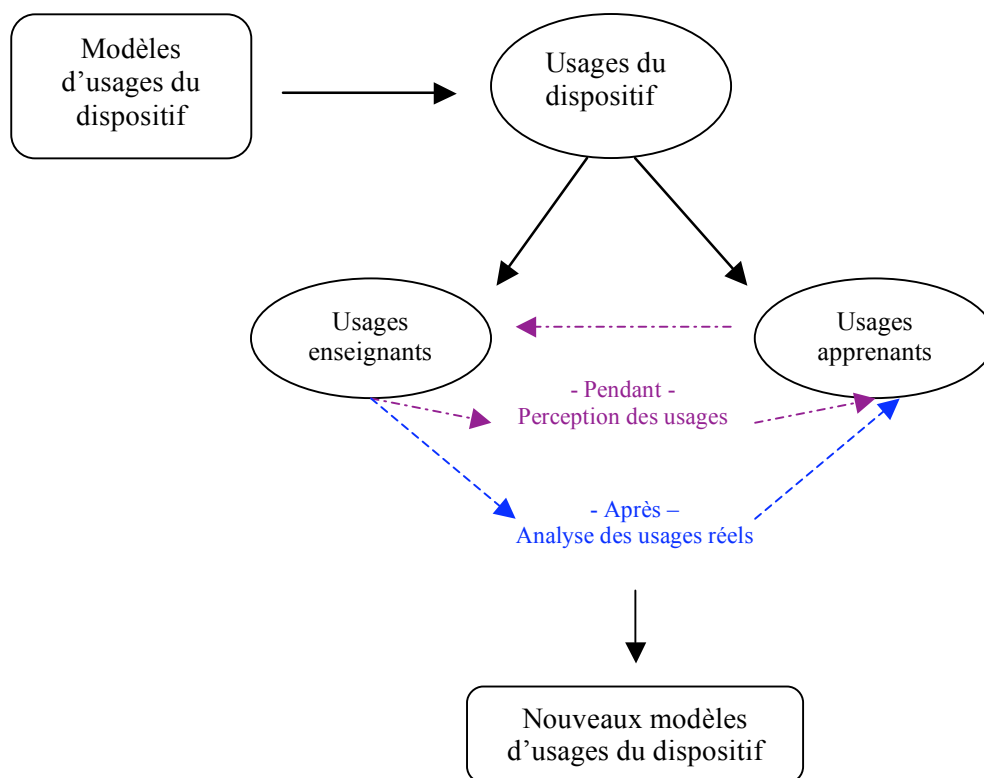 Modèles
d’usages du
dispositif
Usages du
dispositif
Usages
enseignants
Usages
apprenants
- Pendant -
Perception des usages
- Après –
Analyse des usages réels
Nouveaux modèles
d’usages du dispositif